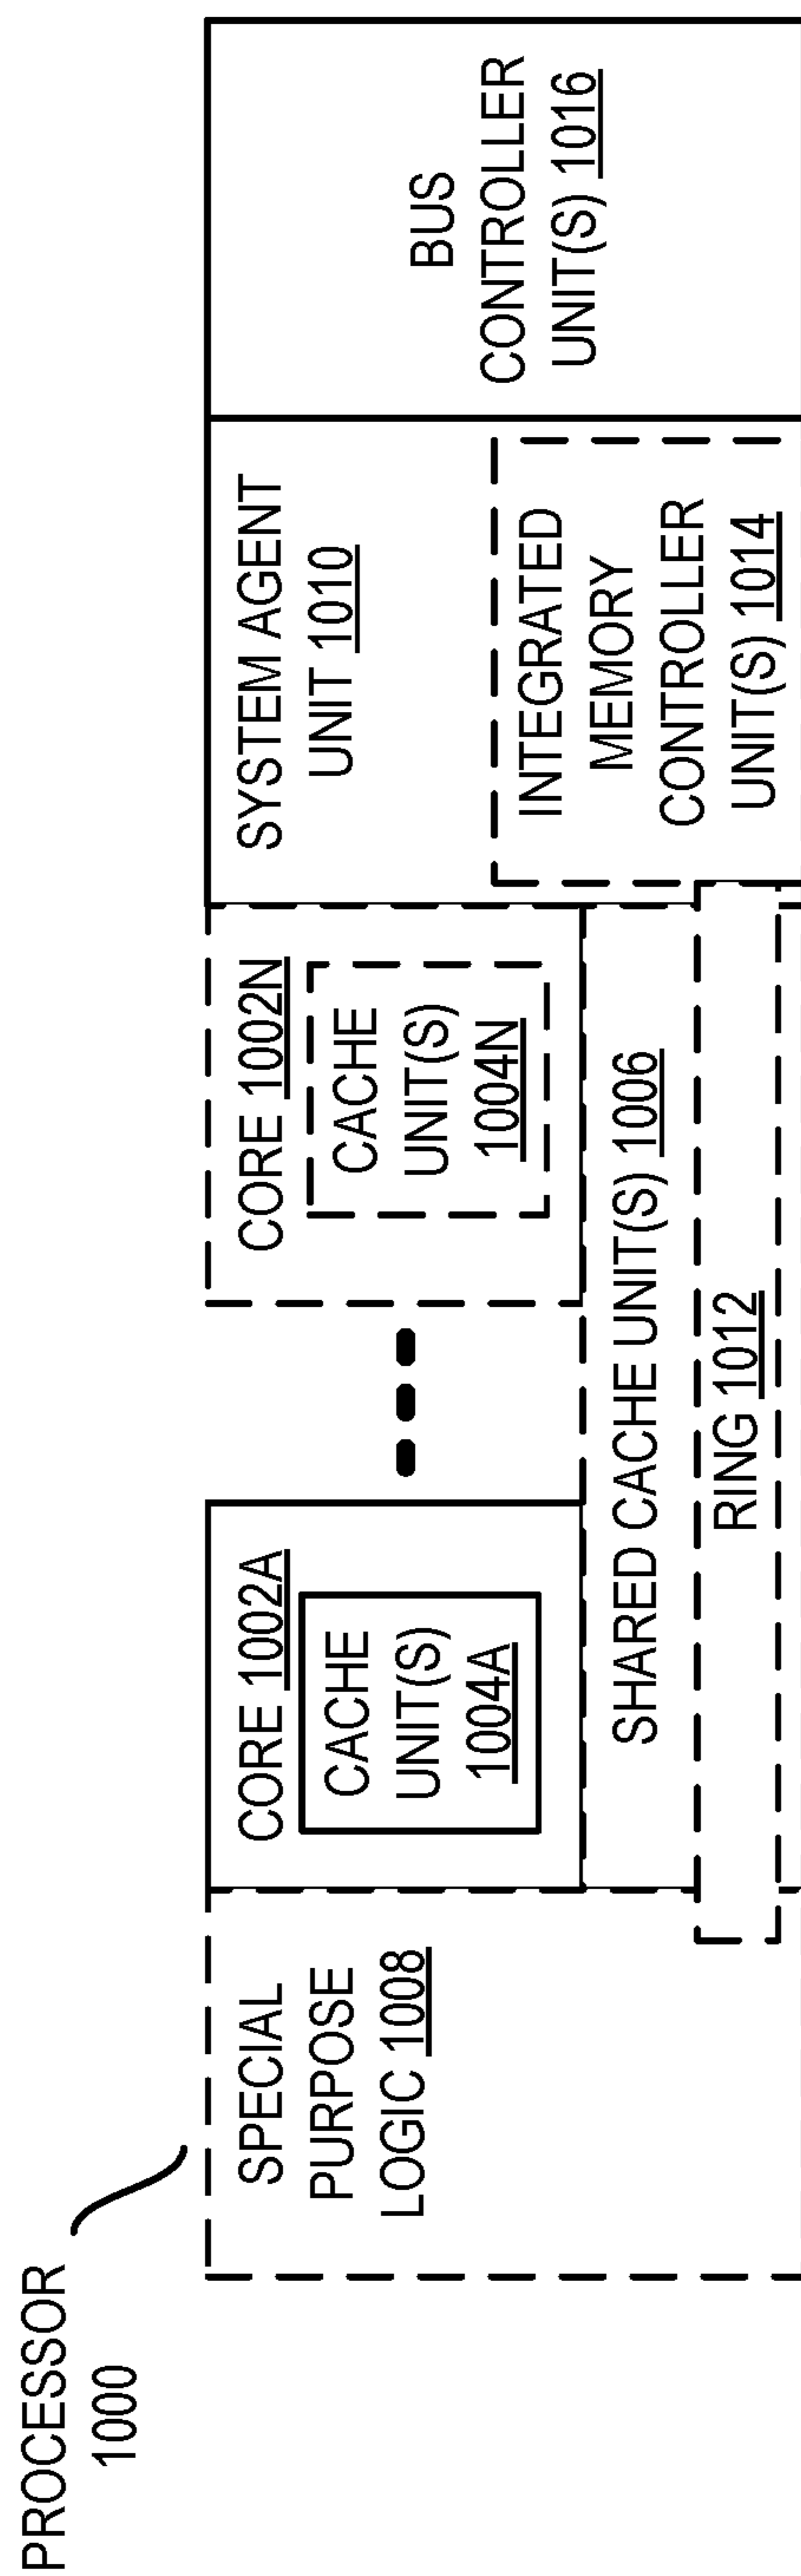 PROCESSOR
1000
SPECIAL
PURPOSE
LOGIC 1008
CORE 1002A
CACHE
UNIT(S)
1004A
CORE 1002N
CACHE
UNIT(S)
1004N
SHARED CACHE UNIT(S) 1006
RING 1012
SYSTEM AGENT
UNIT 1010
INTEGRATED
MEMORY
CONTROLLER
UNIT(S) 1014
BUS
CONTROLLER
UNIT(S) 1016